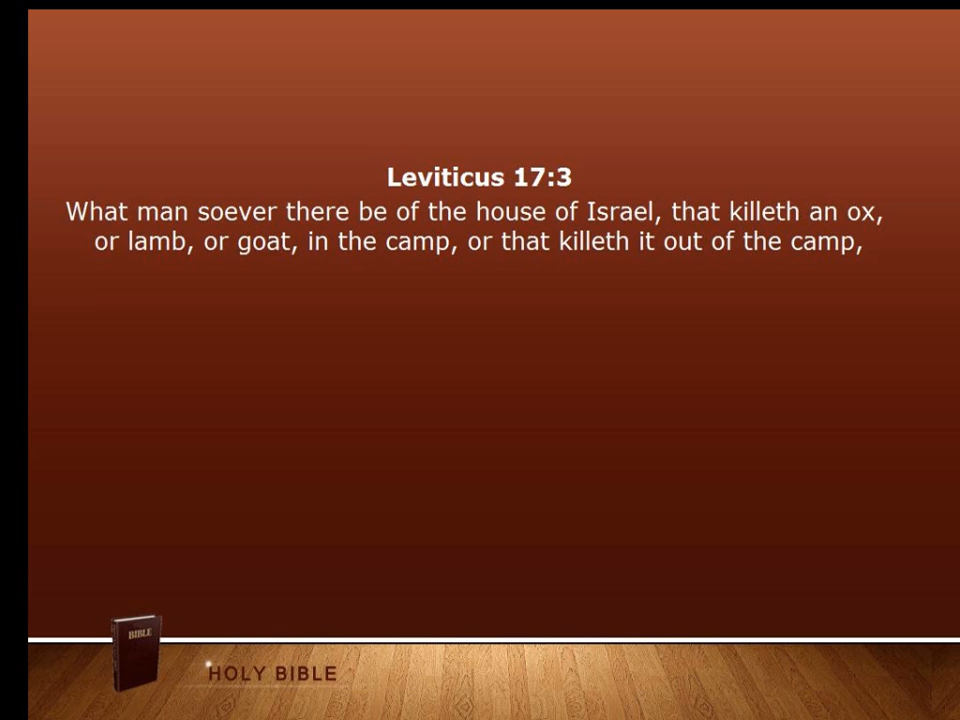 Leviticus 17:3
What man soever there be of the house of Israel, that killeth an ox,
or lamb, or goat, in the camp, or that killeth it out of the camp,
BIBLE
HOLY BIBLE